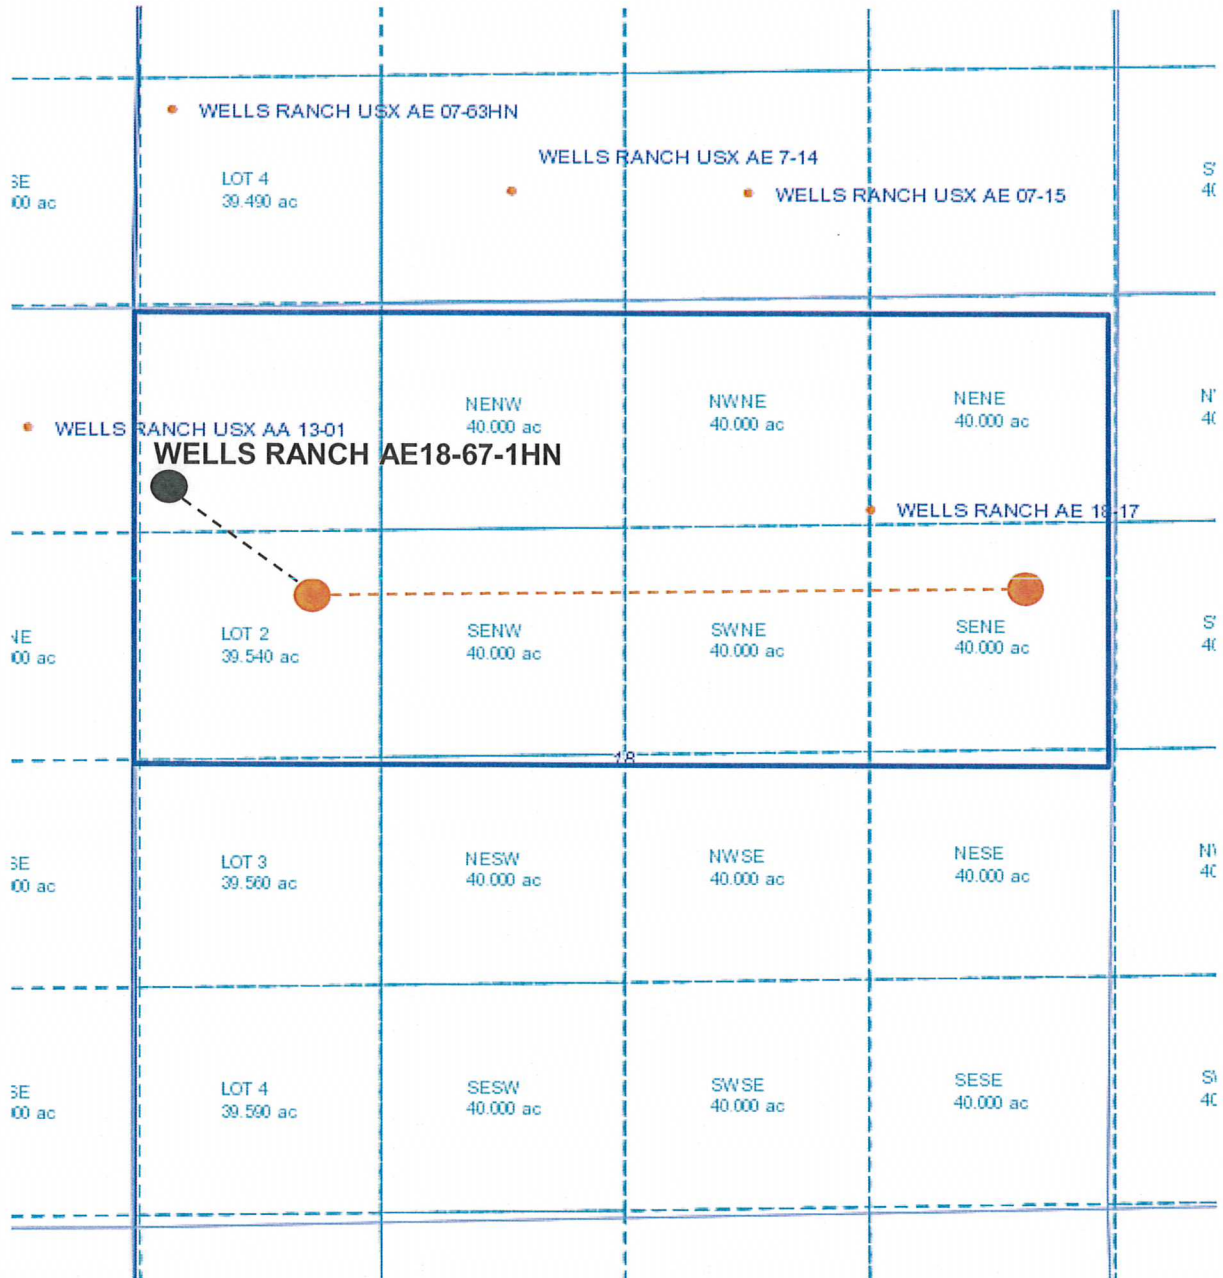 WELLS RANCH USX AE 07-63HN
WELLS RANCH USX AE 7-14
SE
LOT 4
WELLS RANCH USX AE 07-15
00 ac
39.490 ac
40
NENW
NWNE
NENE
40.000 ac
40.000 ac
40.000 ac
40
WELLS RANCH USX AA 13-01
WELLS RANCH AE18-67-1HN
WELLS RANCH AE 18-17
NE
LOT 2
SENW
SWNE
SENE
00 ac
39.540 ac
40.000 ac
40.000 ac
40.000 ac
40
18
SE
LOT 3
NESW
NWSE
NESE
00 ac
39.560 ac
40.000 ac
40.000 ac
40.000 ac
40
SE
LOT 4
SESW
SWSE
SESE
00 ac
39.590 ac
40.000 ac
40.000 ac
40.000 ac
40